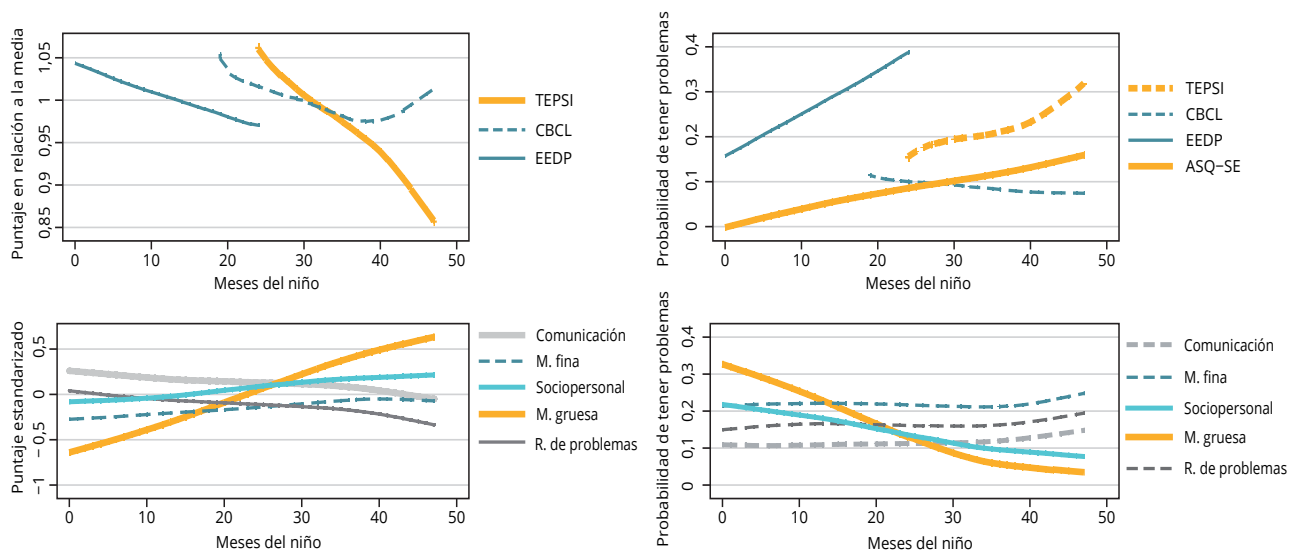 Puntaje en relación a la media
1,05
1
0,95
0,9
0,85
0 10 20 30 40 50
Meses del niño
TEPSI
CBCL
EEDP
Probabilidad de tener problemas
0,4
0,3
0,2
0,1
0
0 10 20 30 40 50
Meses del niño
TEPSI
CBCL
EEDP
ASQ−SE
Puntaje estandarizado
0,5
0
−0,5
−1
0 10 20 30 40 50
Meses del niño
Comunicación
M. fina
Sociopersonal
M. gruesa
R. de problemas
Probabilidad de tener problemas
0,4
0,3
0,2
0,1
0
0 10 20 30 40 50
Meses del niño
Comunicación
M. fina
Sociopersonal
M. gruesa
R. de problemas